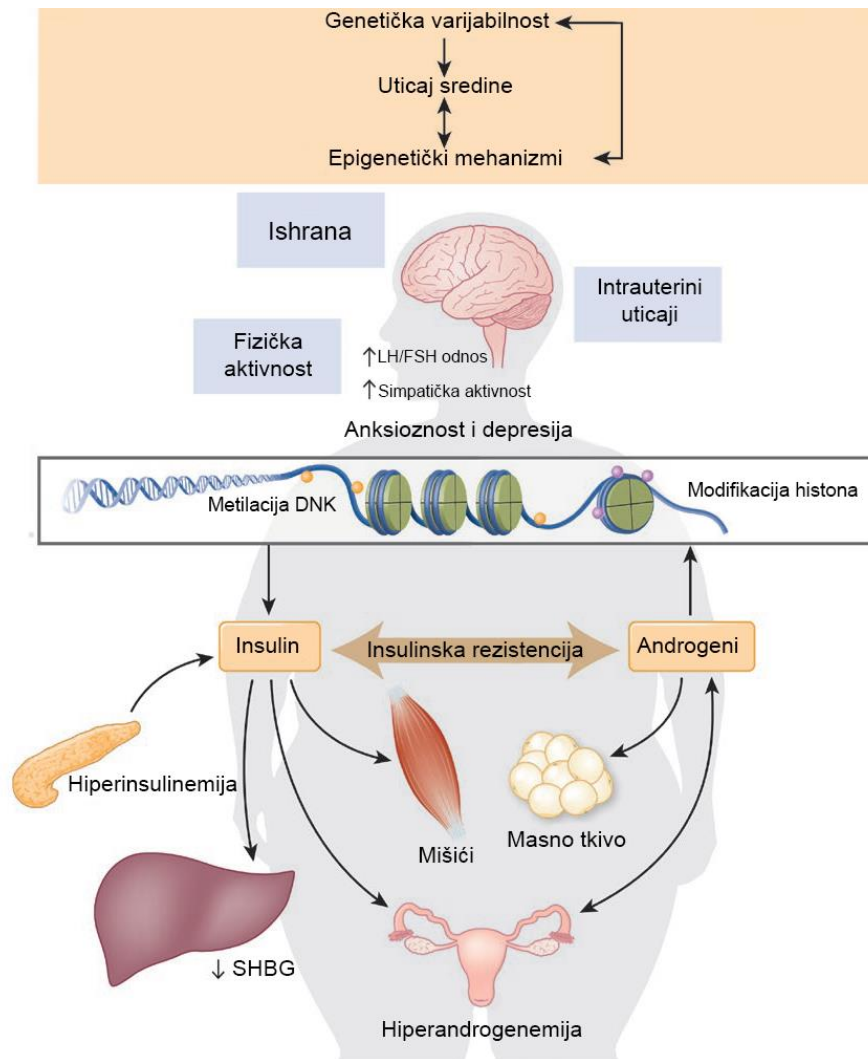 Genetička varijabilnost
Uticaj sredine
Epigenetički mehanizmi
Ishrana
Intrauterini
uticaji
Fizička
aktivnost
↑LH/FSH odnos
↑Simpatička aktivnost
Anksioznost i depresija
Metilacija DNK
Modifikacija histona
Insulin
Insulinska rezistencija
Androgeni
Hiperinsulinemija
Mišići
Masno tkivo
↓ SHBG
Hiperandrogenemija